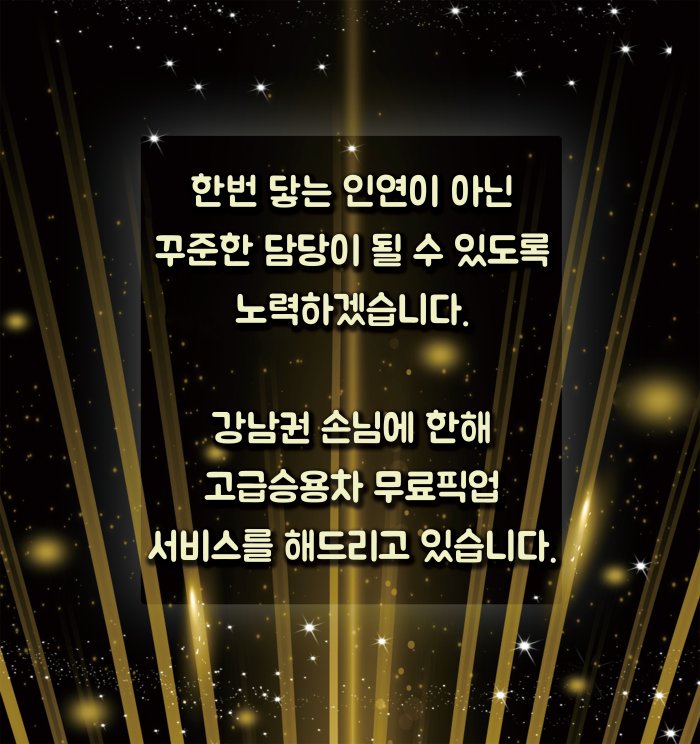 한번 닿는 인연이 아닌
꾸준한 담당이 될 수 있도록
노력하겠습니다.
강남권 손님에 한해
고급승용차 무료픽업
서비스를 해드리고 있습니다.